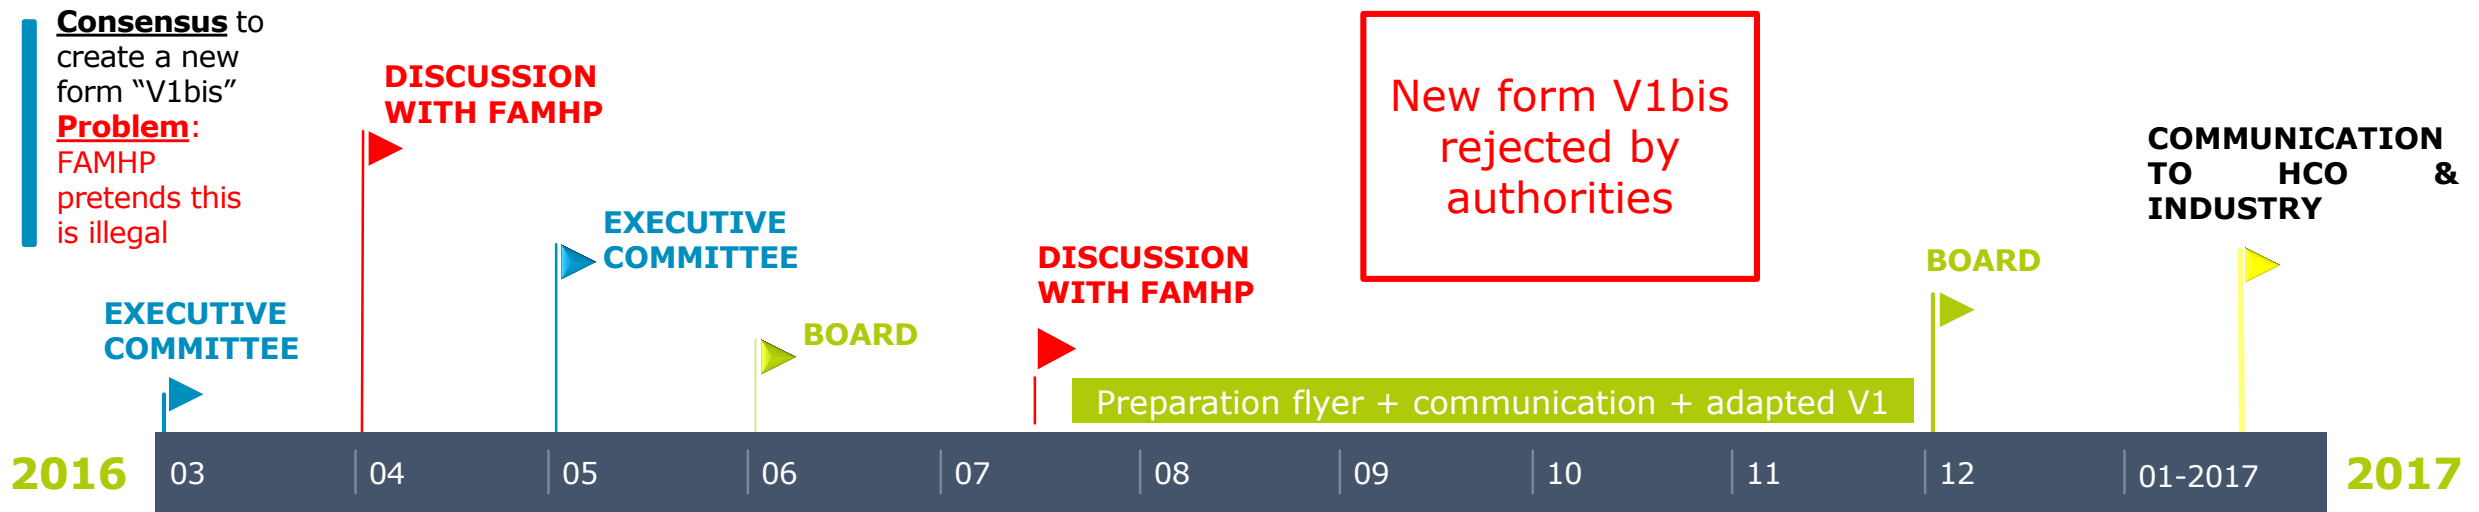 Consensus to
create a new
form “V1bis”
Problem:
FAMHP
pretends this
is illegal
EXECUTIVE
COMMITTEE
DISCUSSION
WITH FAMHP
EXECUTIVE
COMMITTEE
BOARD
DISCUSSION
WITH FAMHP
New form V1bis
rejected by
authorities
BOARD
COMMUNICATION
TO HCO &
INDUSTRY
Preparation flyer + communication + adapted V1
2016 03 04 05 06 07 08 09 10 11 12 01-2017 2017